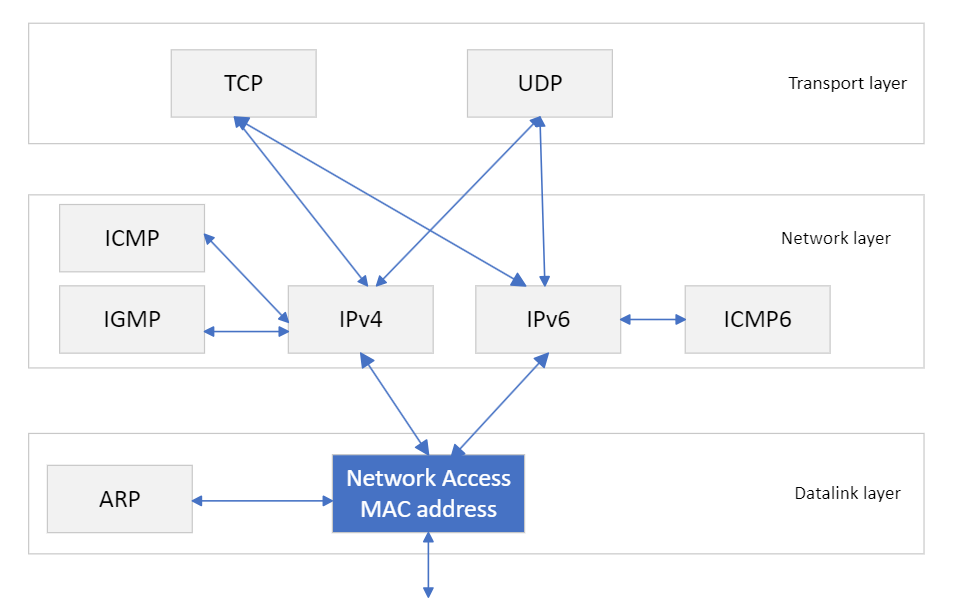 TCP
UDP
Transport layer
ICMP
Network layer
IGMP
IPv4
IPv6
ICMP6
Network Access
MAC address
ARP
Datalink layer